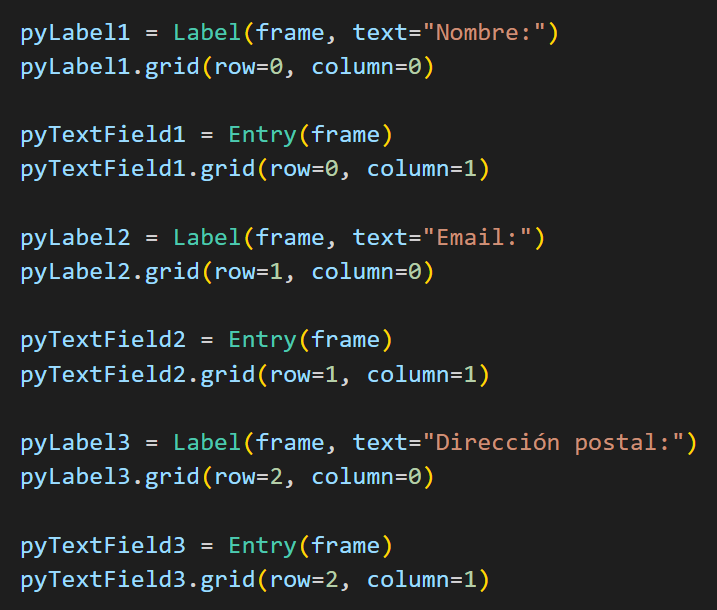 pyLabel1 = Label(frame, text="Nombre:")
pyLabel1.grid(row=0, column=0)
pyTextField1 = Entry(frame)
pyTextField1.grid(row=0, column=1)
pyLabel2 = Label(frame, text="Email:")
pyLabel2.grid(row=1, column=0)
pyTextField2 = Entry(frame)
pyTextField2.grid(row=1, column=1)
pyLabel3 = Label(frame, text="Dirección postal:")
pyLabel3.grid(row=2, column=0)
pyTextField3 = Entry(frame)
pyTextField3.grid(row=2, column=1)